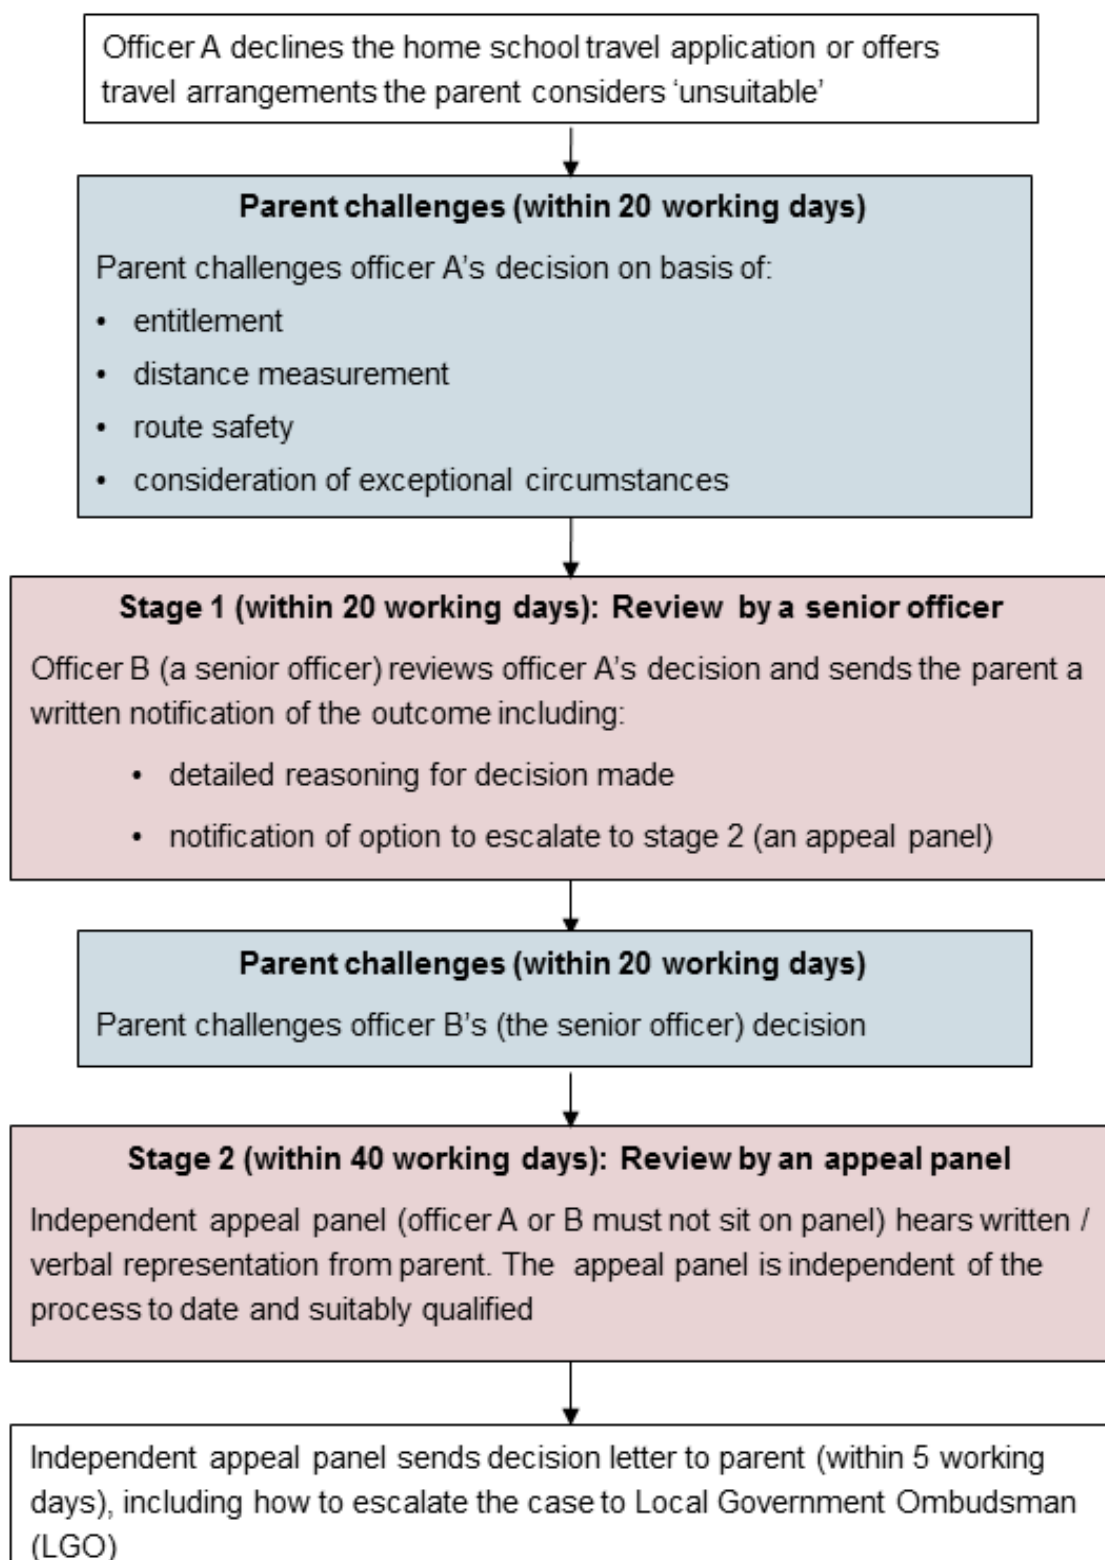 Officer A declines the home school travel application or offers
travel arrangements the parent considers ‘unsuitable’
Parent challenges (within 20 working days)
Parent challenges officer A’s decision on basis of:
• entitlement
• distance measurement
• route safety
• consideration of exceptional circumstances
Stage 1 (within 20 working days): Review by a senior officer
Officer B (a senior officer) reviews officer A’s decision and sends the parent a
written notification of the outcome including:
• detailed reasoning for decision made
• notification of option to escalate to stage 2 (an appeal panel)
Parent challenges (within 20 working days)
Parent challenges officer B’s (the senior officer) decision
Stage 2 (within 40 working days): Review by an appeal panel
Independent appeal panel (officer A or B must not sit on panel) hears written /
verbal representation from parent. The appeal panel is independent of the
process to date and suitably qualified
Independent appeal panel sends decision letter to parent (within 5 working
days), including how to escalate the case to Local Government Ombudsman
(LGO)